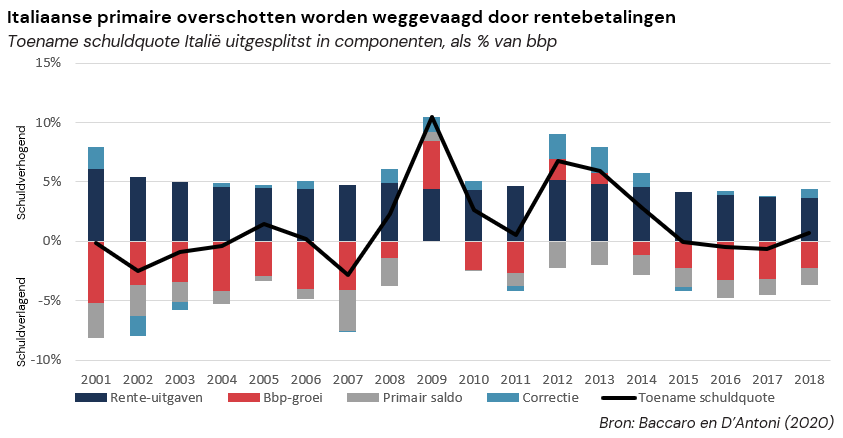 Italiaanse primaire overschotten worden weggevaagd door rentebetalingen
Toename schuldquote Italië uitgesplitst in componenten, als % van bbp
15%
10%
5%
0%
-5%
-10%
Schuldverhogend
Schuldverlagend
2001 2002 2003 2004 2005 2006 2007 2008 2009 2010 2011 2012 2013 2014 2015 2016 2017 2018
Rente-uitgaven Bbp-groei Primair saldo Correctie Toename schuldquote
Bron: Baccaro en D'Antoni (2020)